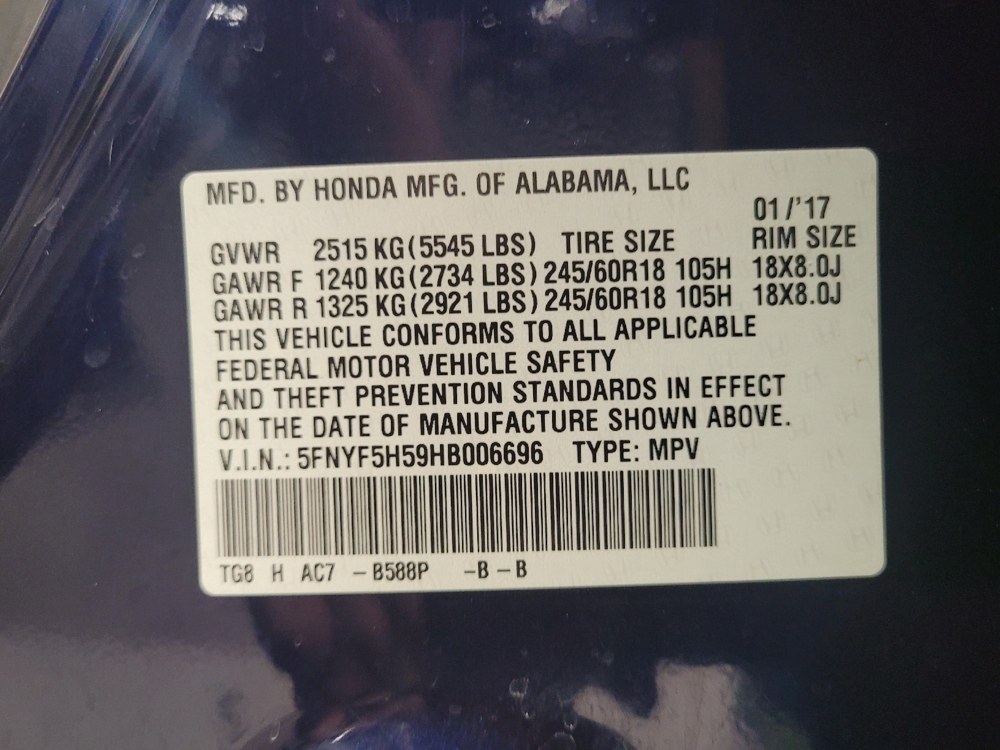 MFD. BY HONDA MFG. OF ALABAMA, LLC
01/'17
GVWR 2515 KG(5545 LBS) TIRE SIZE RIM SIZE
GAWR F 1240 KG(2734 LBS) 245/60R18 105H 18X8.0J
GAWR R 1325 KG(2921 LBS) 245/60R18 105H 18X8.0J
THIS VEHICLE CONFORMS TO ALL APPLICABLE
FEDERAL MOTOR VEHICLE SAFETY
AND THEFT PREVENTION STANDARDS IN EFFECT
ON THE DATE OF MANUFACTURE SHOWN ABOVE.
V.I.N.: 5FNYF5H59HB006696 TYPE: MPV
TG8 H AC7 -B588P -B-B